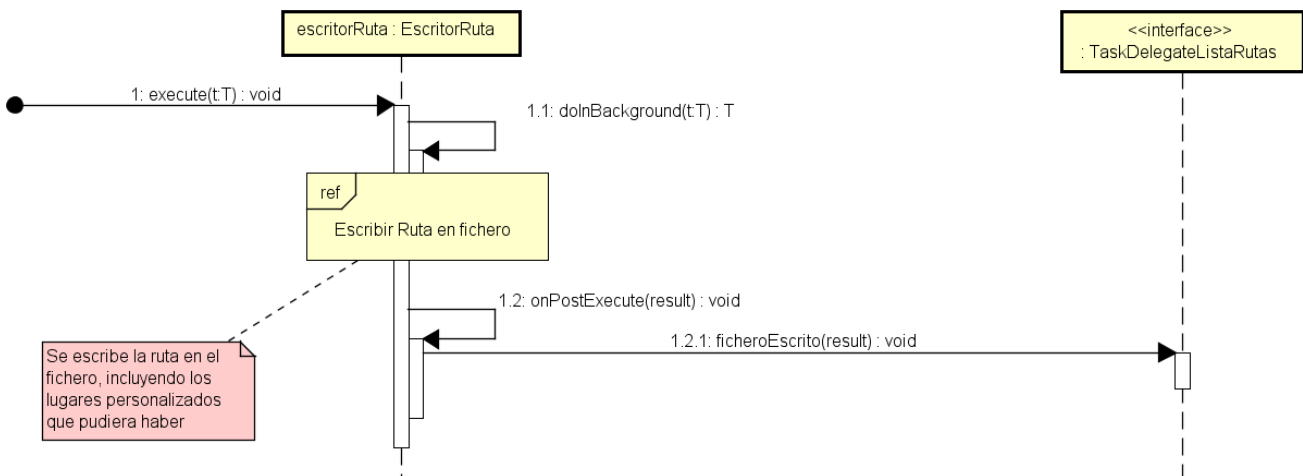 escritorRuta : EscritorRuta
<<interface>>
: TaskDelegateListaRutas
1: execute(t:T) : void
1.1: doInBackground(t:T) : T
ref
Escribir Ruta en fichero
1.2: onPostExecute(result) : void
1.2.1: ficheroEscrito(result) : void
Se escribe la ruta en el
fichero, incluyendo los
lugares personalizados
que pudiera haber